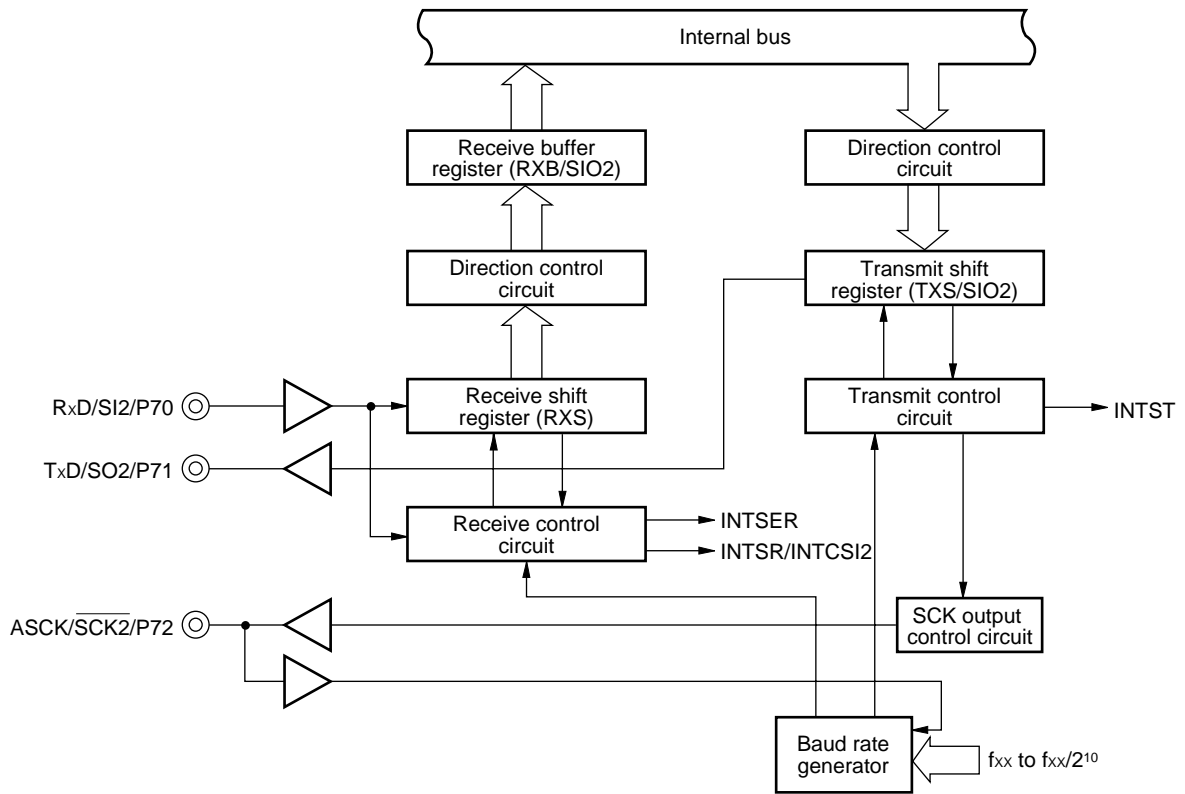 Internal bus
Receive buffer
register (RXB/SIO2)
Direction control
circuit
Direction control
circuit
Transmit shift
register (TXS/SIO2)
RxD/SI2/P70
Receive shift
register (RXS)
Transmit control
circuit
INTST
TxD/SO2/P71
Receive control
circuit
INTSER
INTSR/INTCSI2
ASCK/S̅C̅K̅2̅/P72
SCK output
control circuit
Baud rate
generator
fxx to fxx/2¹⁰